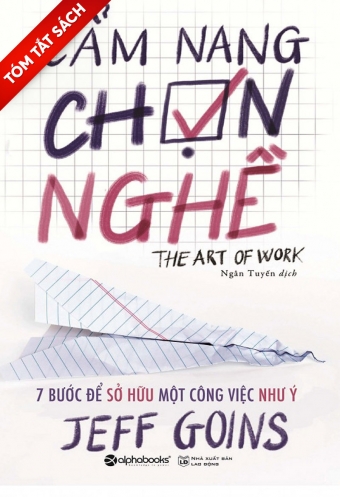 TÓM TẮT SÁCH
CẨM NANG
CHỌN
NGHỀ
THE ART OF WORK
Ngân Tuyến dịch
7 BƯỚC ĐỂ SỞ HỮU MỘT CÔNG VIỆC NHƯ Ý
JEFF GOINS
alphabooks
NHÀ XUẤT BẢN
LAO ĐỘNG